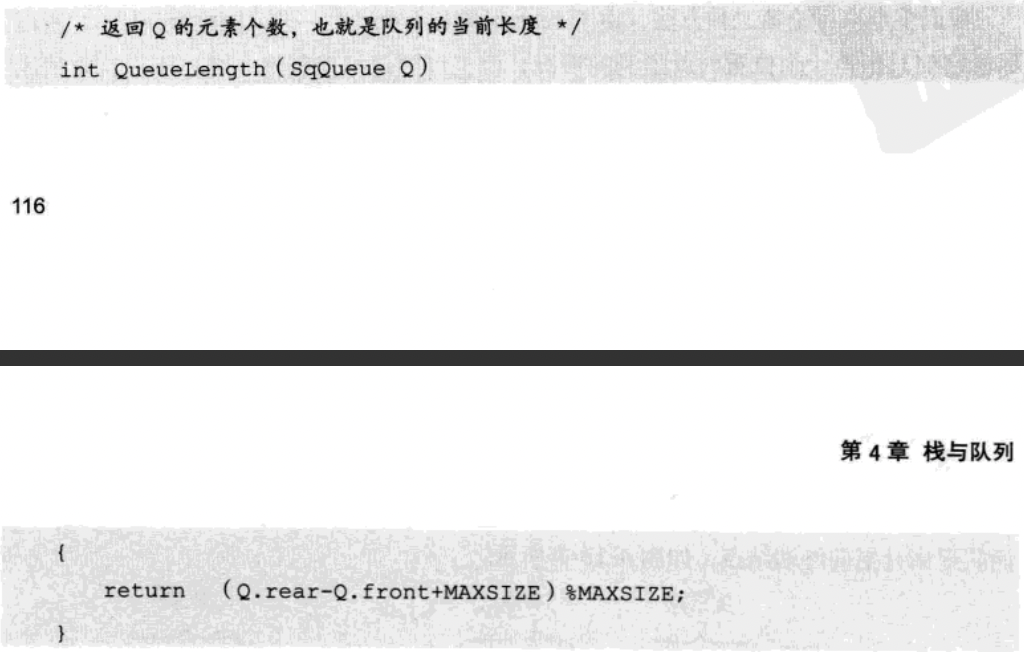 /* 返回 Q 的元素个数，也就是队列的当前长度 */
int QueueLength(SqQueue Q)
116
第 4 章 栈与队列
{
return (Q.rear-Q.front+MAXSIZE)%MAXSIZE;
}